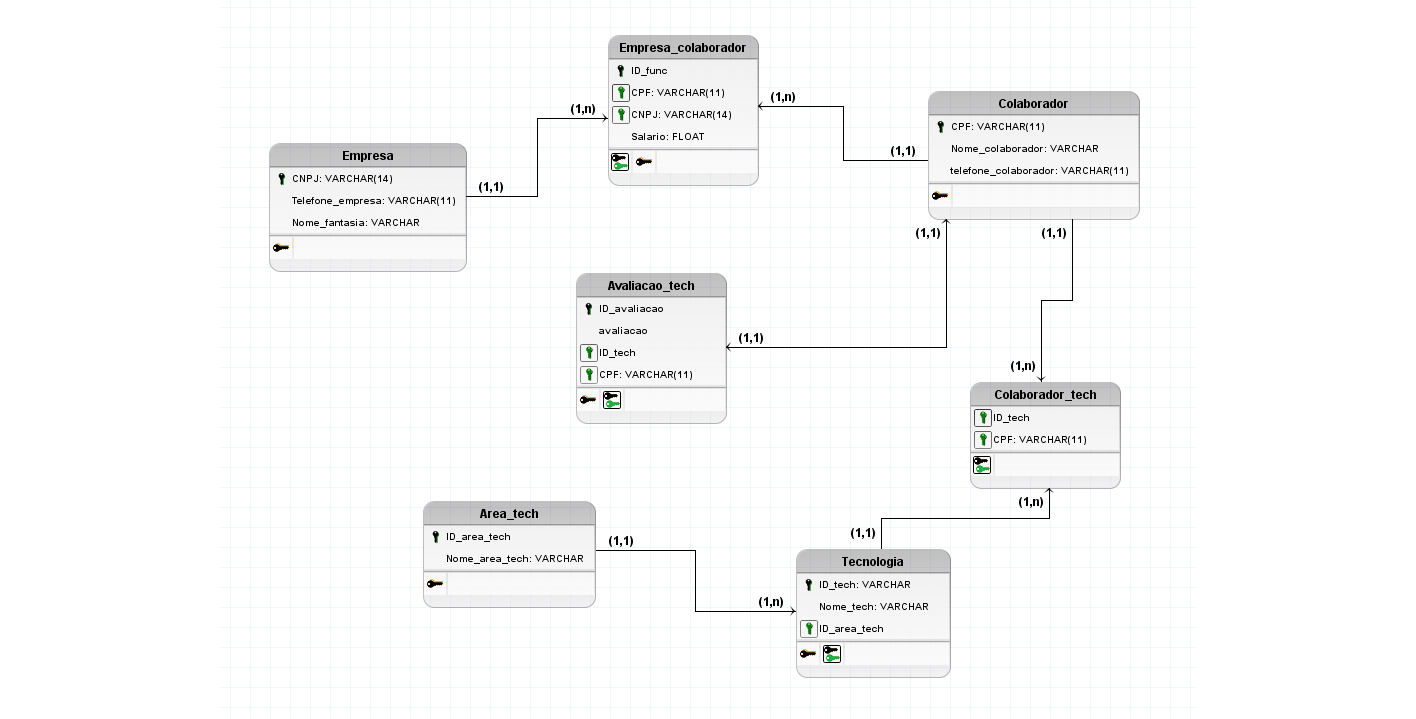 Empresa_colaborador
ID_func
CPF: VARCHAR(11)
CNPJ: VARCHAR(14)
Salario: FLOAT
(1,n)
(1,n)
Colaborador
CPF: VARCHAR(11)
Nome_colaborador: VARCHAR
telefone_colaborador: VARCHAR(11)
(1,1)
Empresa
CNPJ: VARCHAR(14)
Telefone_empresa: VARCHAR(11)
Nome_fantasia: VARCHAR
(1,1)
(1,1)
(1,1)
Avaliacao_tech
ID_avaliacao
avaliacao
ID_tech
CPF: VARCHAR(11)
(1,1)
(1,n)
Colaborador_tech
ID_tech
CPF: VARCHAR(11)
(1,n)
Area_tech
ID_area_tech
Nome_area_tech: VARCHAR
(1,1)
(1,1)
(1,n)
Tecnologia
ID_tech: VARCHAR
Nome_tech: VARCHAR
ID_area_tech